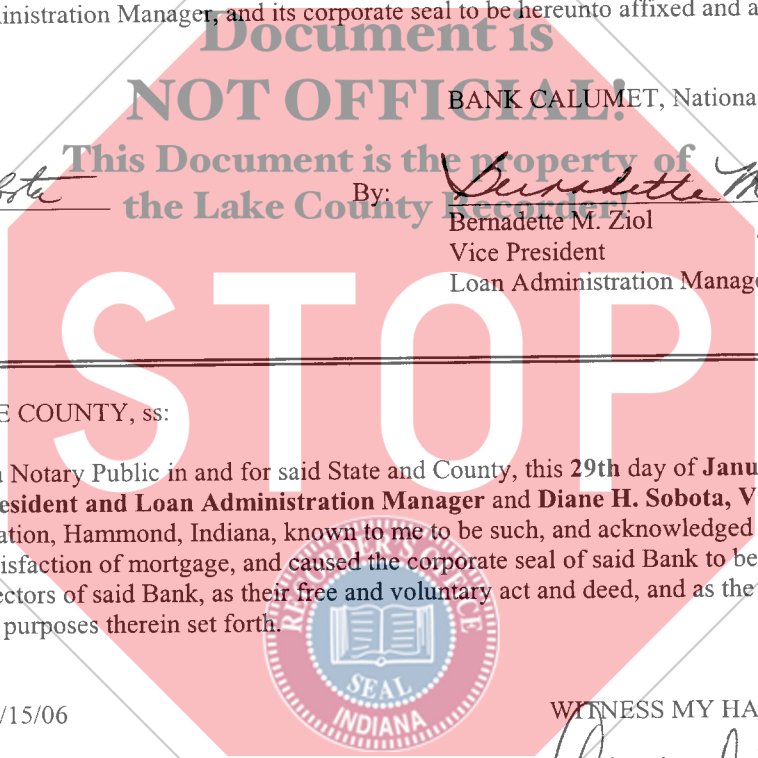 inistration Manager, and its corporate seal to be hereunto affixed and a
Document is
NOT OFFICIAL!
BANK CALUMET, Nationa
This Document is the property of
the Lake County Recorder!
By: Bernadette M
Bernadette M. Ziol
Vice President
Loan Administration Manage
STOP
E COUNTY, ss:
a Notary Public in and for said State and County, this 29th day of Janu
esident and Loan Administration Manager and Diane H. Sobota, V
ation, Hammond, Indiana, known to me to be such, and acknowledged
isfaction of mortgage, and caused the corporate seal of said Bank to be
ectors of said Bank, as their free and voluntary act and deed, and as the
purposes therein set forth.
RECORDER'S OFFICE
SEAL
INDIANA
/15/06
WITNESS MY HA